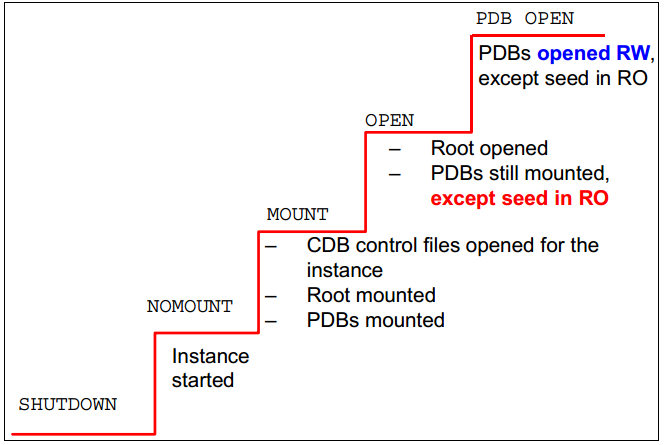 PDB OPEN
PDBs opened RW,
except seed in RO
OPEN
– Root opened
– PDBs still mounted,
except seed in RO
MOUNT
– CDB control files opened for the
instance
– Root mounted
– PDBs mounted
NOMOUNT
Instance
started
SHUTDOWN